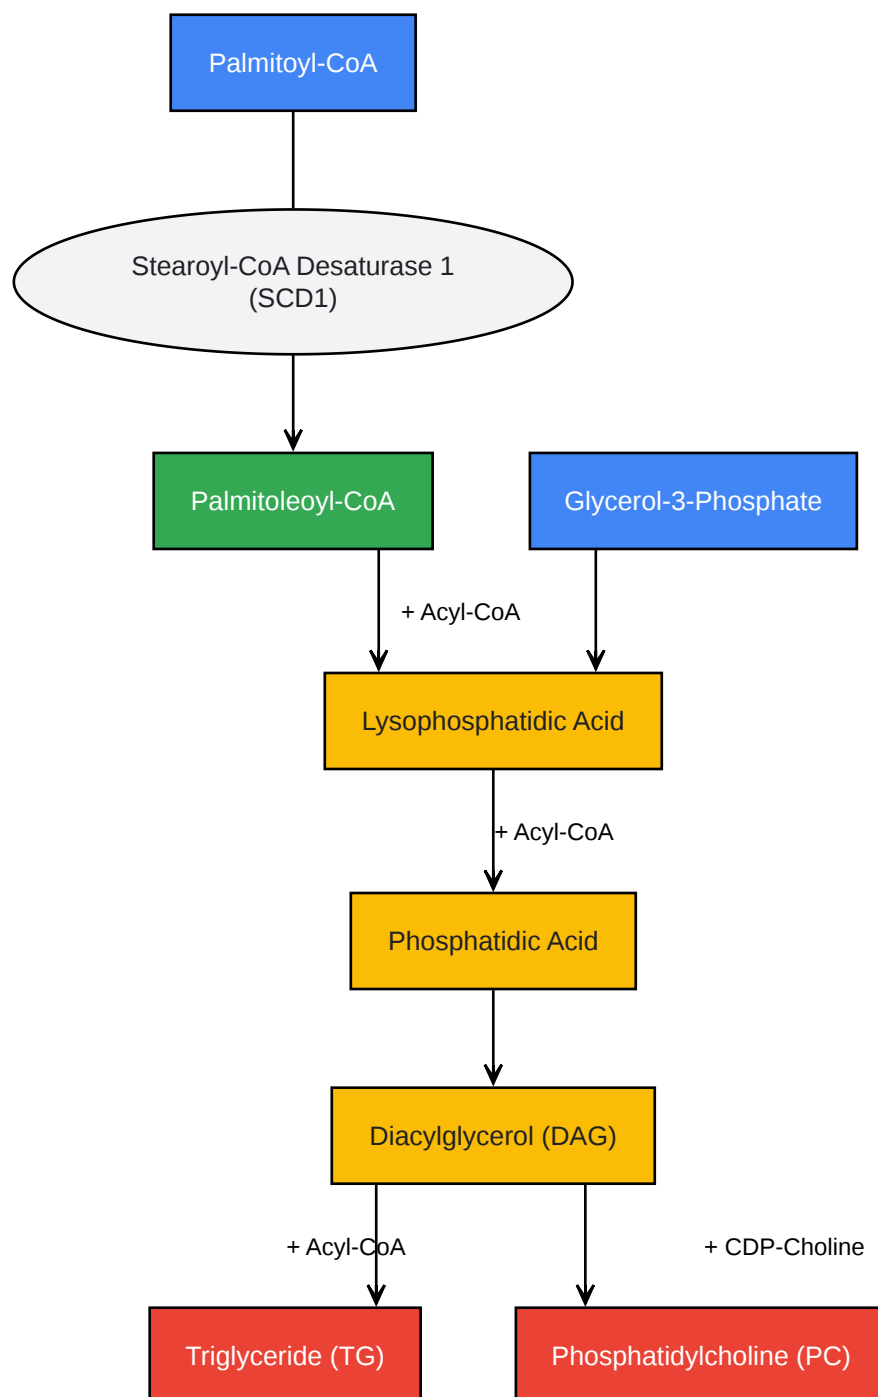 Palmitoyl-CoA
Stearoyl-CoA Desaturase 1
(SCD1)
Palmitoleoyl-CoA
Glycerol-3-Phosphate
+ Acyl-CoA
Lysophosphatidic Acid
+ Acyl-CoA
Phosphatidic Acid
Diacylglycerol (DAG)
+ Acyl-CoA
+ CDP-Choline
Triglyceride (TG)
Phosphatidylcholine (PC)